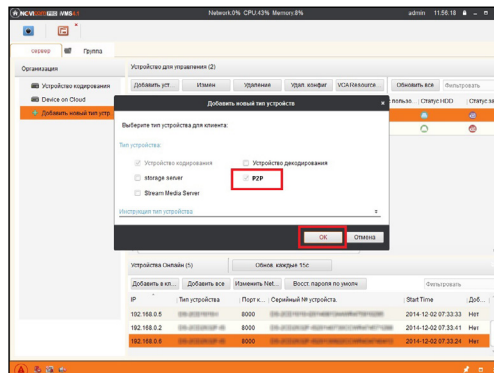 NOVI iVMS4.1
Network:0% CPU:43% Memory:8%
admin 11:56:18
сервер Группа
Организация
Устройство для управления (2)
Устройство кодирования
Device on Cloud
Добавить новый тип устр...
Добавить уст... Измен Удаление Удал. конфиг VCA Resource... Обновить все Фильтровать
пользо... Статус HDD Статус за
Добавить новый тип устройств
Выберите тип устройства для клиента:
Тип устройства:
Устройство кодирования Устройство декодирования
storage server P2P
Stream Media Server
Инструкция тип устройства
OK Отмена
Устройства Онлайн (5) Обнов. каждые 15с
Добавить в кл... Добавить все Изменить Net... Восст. пароля по умолч Фильтровать
IP Тип устройства Порт к... Серийный № устройства. Start Time Доб...
192.168.0.5 8000 2014-12-02 07:33:33 Нет
192.168.0.2 8000 2014-12-02 07:33:41 Нет
192.168.0.6 8000 2014-12-02 07:33:24 Нет